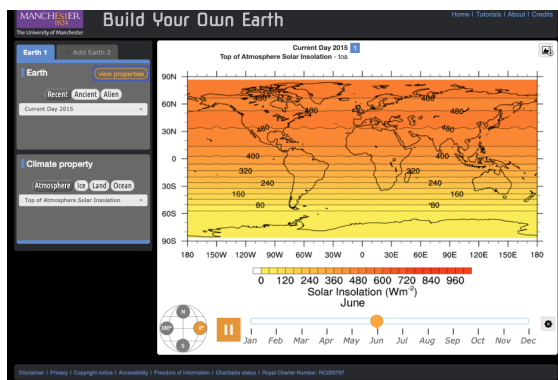 MANCHESTER
1824
The University of Manchester
Build Your Own Earth
Home I Tutorials I About I Credits
Earth 1
Add Earth 2
Earth
view properties
Recent
Ancient
Alien
Current Day 2015
Climate property
Atmosphere
Ice
Land
Ocean
Top of Atmosphere Solar Insolation
Current Day 2015 1
Top of Atmosphere Solar Insolation - toa
90N
60N
30N
0
30S
60S
90S
480
480
480
480
400
400
320
320
240
240
160
160
80
80
180 150W 120W 90W 60W 30W 0 30E 60E 90E 120E 150E 180
0 120 240 360 480 600 720 840 960
Solar Insolation (Wm-2)
June
N
180°
0°
S
Jan Feb Mar Apr May Jun Jul Aug Sep Oct Nov Dec
Disclaimer I Privacy I Copyright notice I Accessibility I Freedom of information I Charitable status I Royal Charter Number: RC000797